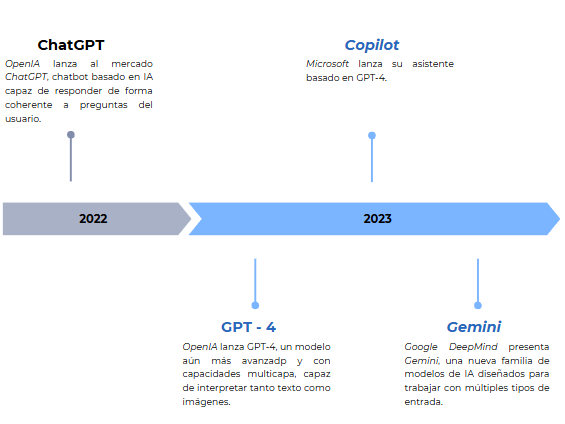 ChatGPT
OpenIA lanza al mercado
ChatGPT, chatbot basado en IA
capaz de responder de forma
coherente a preguntas del
usuario.
Copilot
Microsoft lanza su asistente
basado en GPT-4.
2022
2023
GPT - 4
OpenIA lanza GPT-4, un modelo
aún más avanzadp y con
capacidades multicapa, capaz
de interpretar tanto texto como
imágenes.
Gemini
Google DeepMind presenta
Gemini, una nueva familia de
modelos de IA diseñados para
trabajar con múltiples tipos de
entrada.